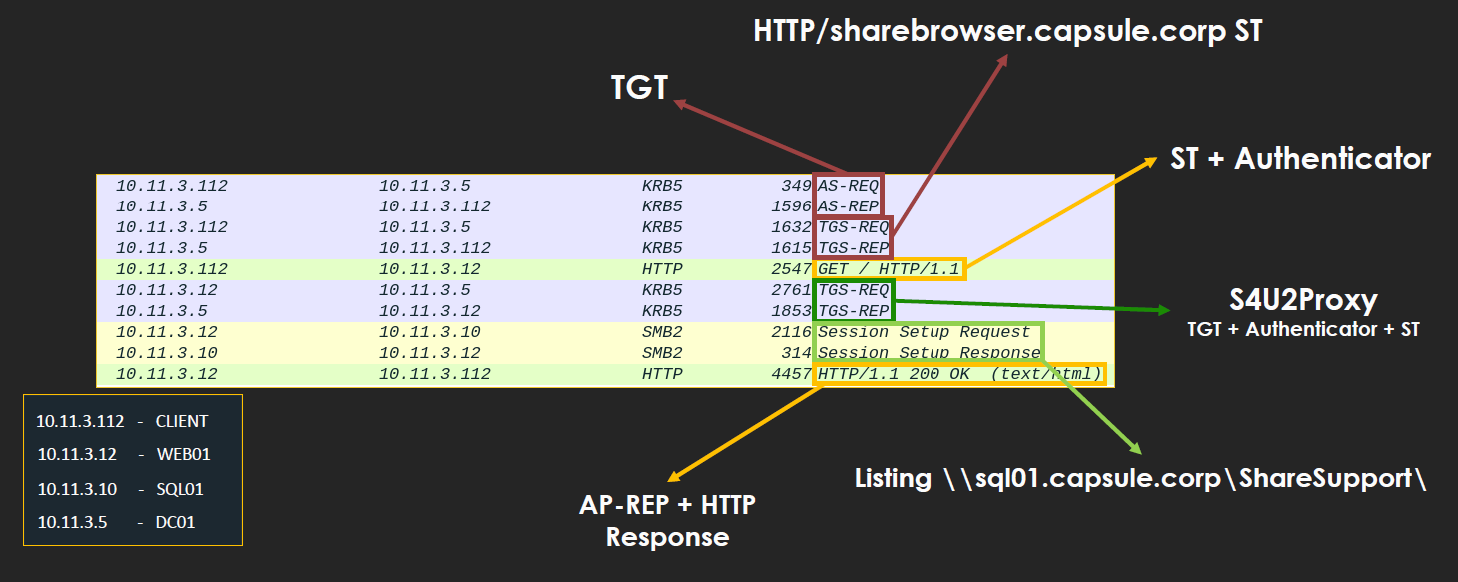 HTTP/sharebrowser.capsule.corp ST
TGT
ST + Authenticator
10.11.3.112 10.11.3.5 KRB5 349 AS-REQ
10.11.3.5 10.11.3.112 KRB5 1596 AS-REP
10.11.3.112 10.11.3.5 KRB5 1632 TGS-REQ
10.11.3.5 10.11.3.112 KRB5 1615 TGS-REP
10.11.3.112 10.11.3.12 HTTP 2547 GET / HTTP/1.1
10.11.3.12 10.11.3.5 KRB5 2761 TGS-REQ
10.11.3.5 10.11.3.12 KRB5 1853 TGS-REP
10.11.3.12 10.11.3.10 SMB2 2116 Session Setup Request
10.11.3.10 10.11.3.12 SMB2 314 Session Setup Response
10.11.3.12 10.11.3.112 HTTP 4457 HTTP/1.1 200 OK (text/html)
S4U2Proxy
TGT + Authenticator + ST
10.11.3.112 - CLIENT
10.11.3.12 - WEB01
10.11.3.10 - SQL01
10.11.3.5 - DC01
Listing \\sql01.capsule.corp\ShareSupport\
AP-REP + HTTP
Response